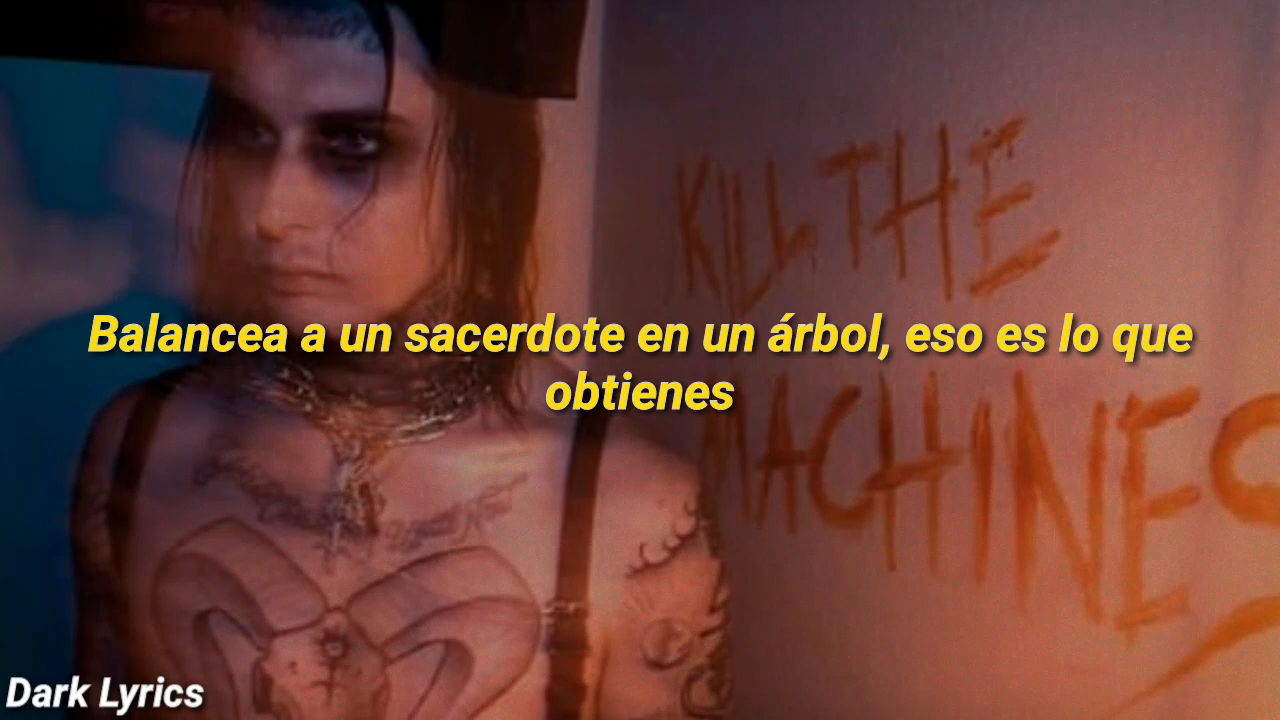 KILL THE
Balancea a un sacerdote en un árbol, eso es lo que
obtienes
MACHINES
Dark Lyrics